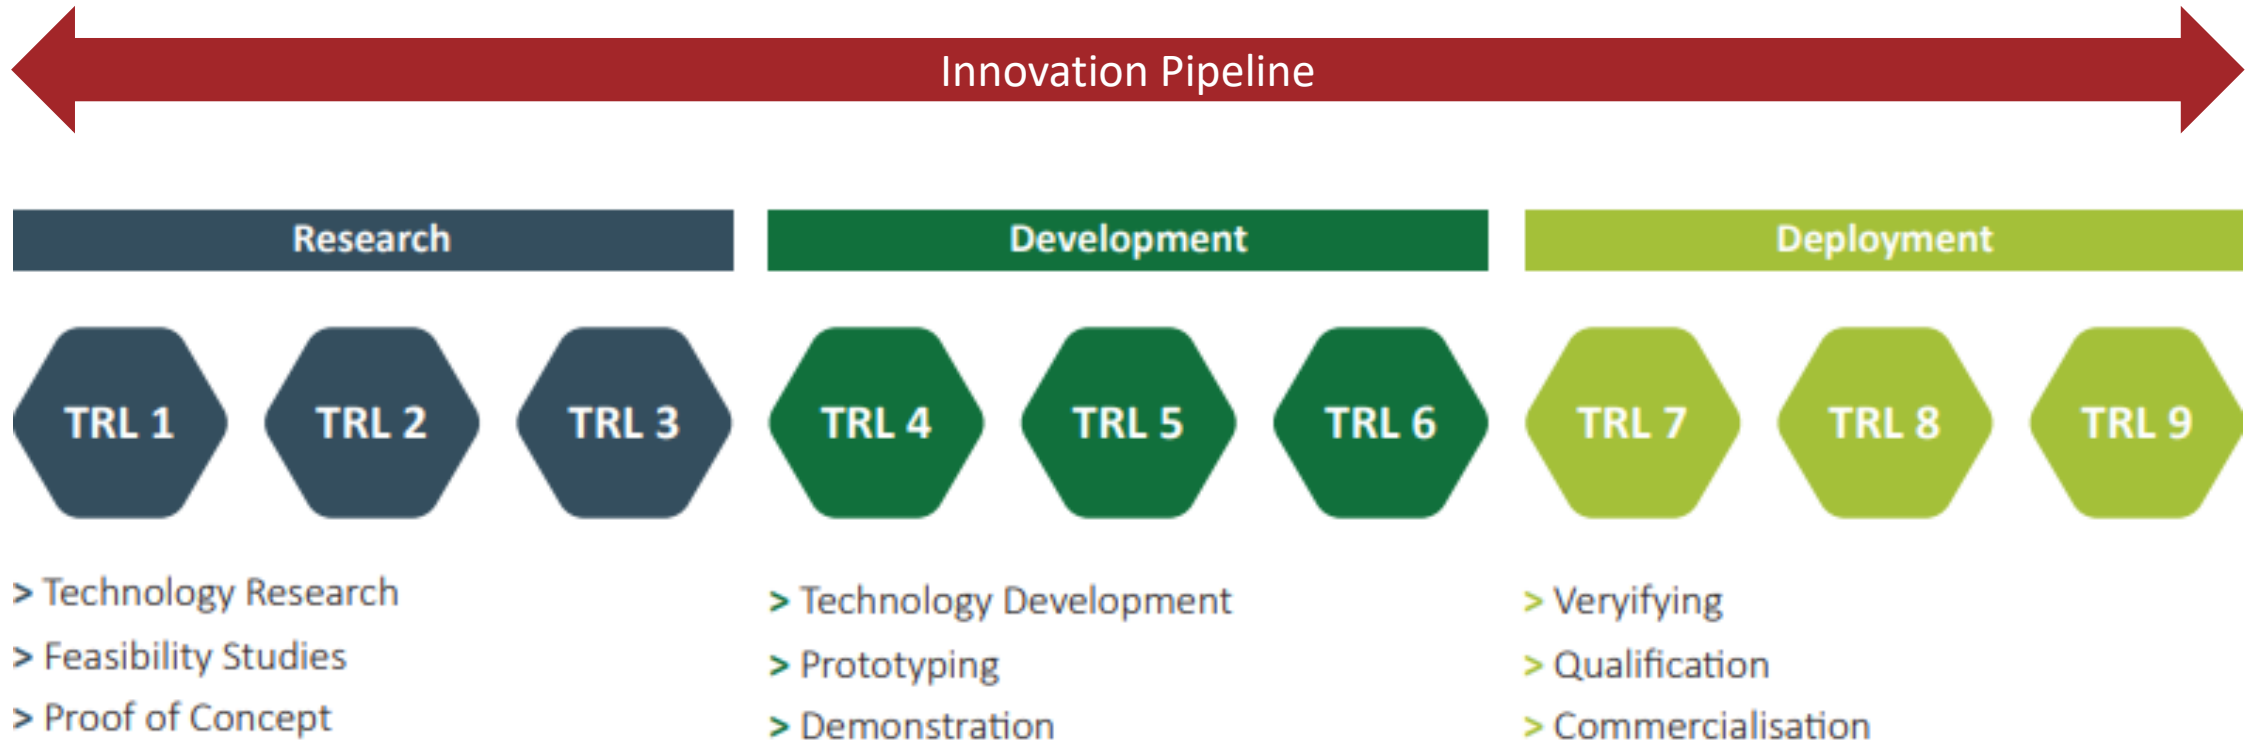 Innovation Pipeline
Research
Development
Deployment
TRL 1
TRL 2
TRL 3
TRL 4
TRL 5
TRL 6
TRL 7
TRL 8
TRL 9
> Technology Research
> Feasibility Studies
> Proof of Concept
> Technology Development
> Prototyping
> Demonstration
> Veryifying
> Qualification
> Commercialisation